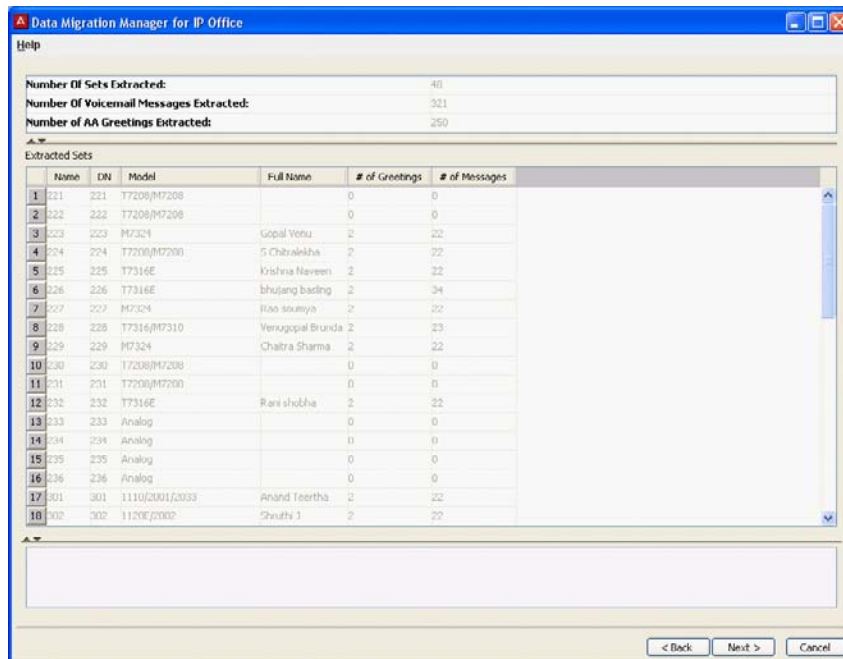 Data Migration Manager for IP Office
Help
Number Of Sets Extracted: 48
Number Of Voicemail Messages Extracted: 321
Number of AA Greetings Extracted: 250
Extracted Sets
Name DN Model Full Name # of Greetings # of Messages
1 221 221 T7208/M7208 0 0
2 222 222 T7208/M7208 0 0
3 223 223 M7324 Gopal Venu 2 22
4 224 224 T7208/M7208 S Chitralekha 2 22
5 225 225 T7316E Krishna Naveen 2 22
6 226 226 T7316E bhujang basling 2 34
7 227 227 M7324 Rao soumya 2 22
8 228 228 T7316/M7310 Venugopal Brunda 2 23
9 229 229 M7324 Chaitra Sharma 2 22
10 230 230 T7208/M7208 0 0
11 231 231 T7208/M7208 0 0
12 232 232 T7316E Rani shobha 2 22
13 233 233 Analog 0 0
14 234 234 Analog 0 0
15 235 235 Analog 0 0
16 236 236 Analog 0 0
17 301 301 1110/2001/2033 Anand Teertha 2 22
18 302 302 1120E/2002 Shruthi J 2 22
< Back Next > Cancel